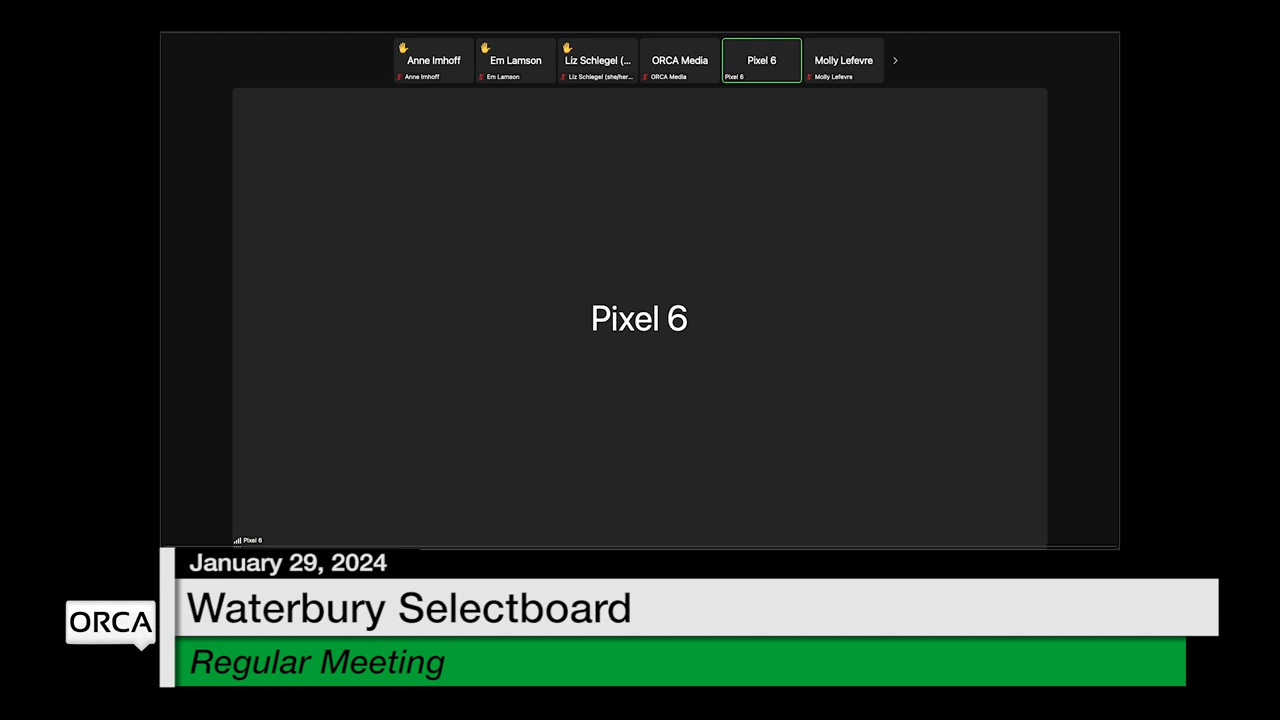 Anne Imhoff
Em Lamson
Liz Schlegel (...
ORCA Media
Pixel 6
Molly Lefevre
Anne Imhoff
Em Lamson
Liz Schlegel (she/her...
ORCA Media
Pixel 6
Molly Lefevre
Pixel 6
Pixel 6
January 29, 2024
Waterbury Selectboard
ORCA
Regular Meeting